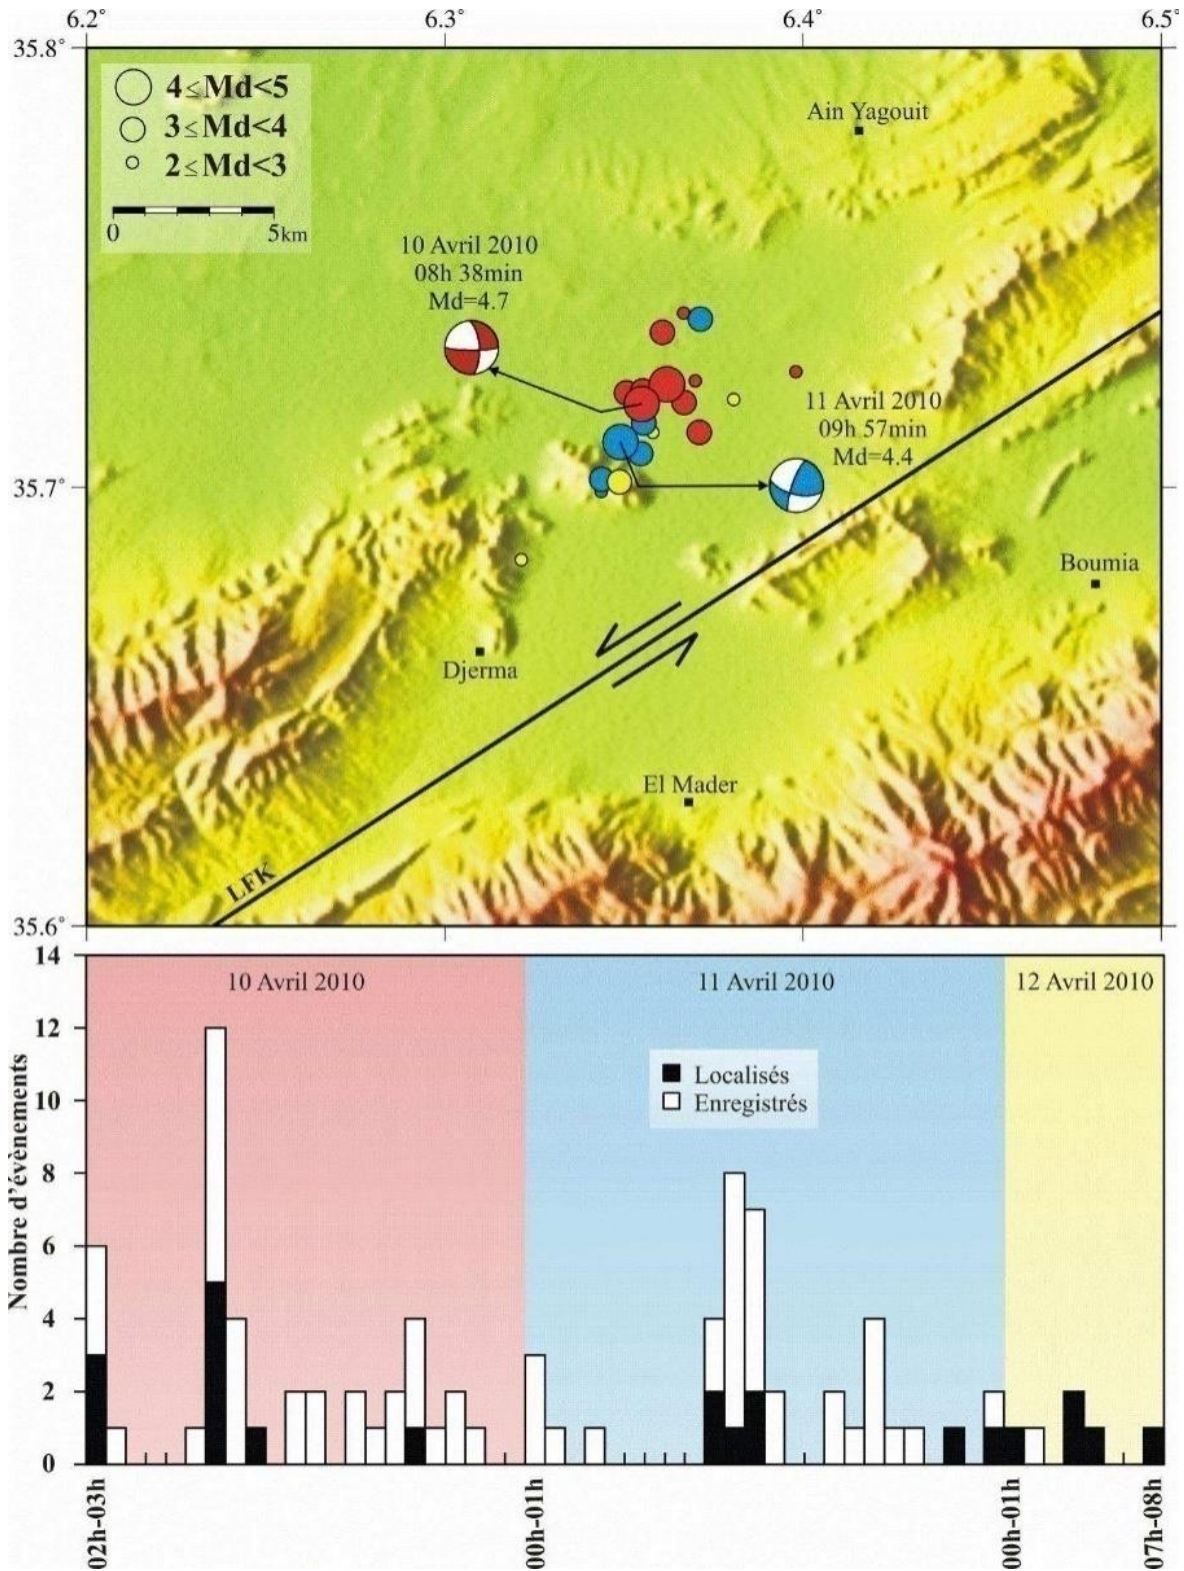 6.2°
6.3°
6.4°
6.5°
35.8°
4≤Md<5
3≤Md<4
2≤Md<3
0
5km
Ain Yagouit
10 Avril 2010
08h 38min
Md=4.7
11 Avril 2010
09h 57min
Md=4.4
35.7°
Boumia
Djerma
El Mader
LFK
35.6°
14
12
10
8
6
4
2
0
Nombre d'évènements
10 Avril 2010
11 Avril 2010
12 Avril 2010
Localisés
Enregistrés
02h-03h
00h-01h
00h-01h
07h-08h